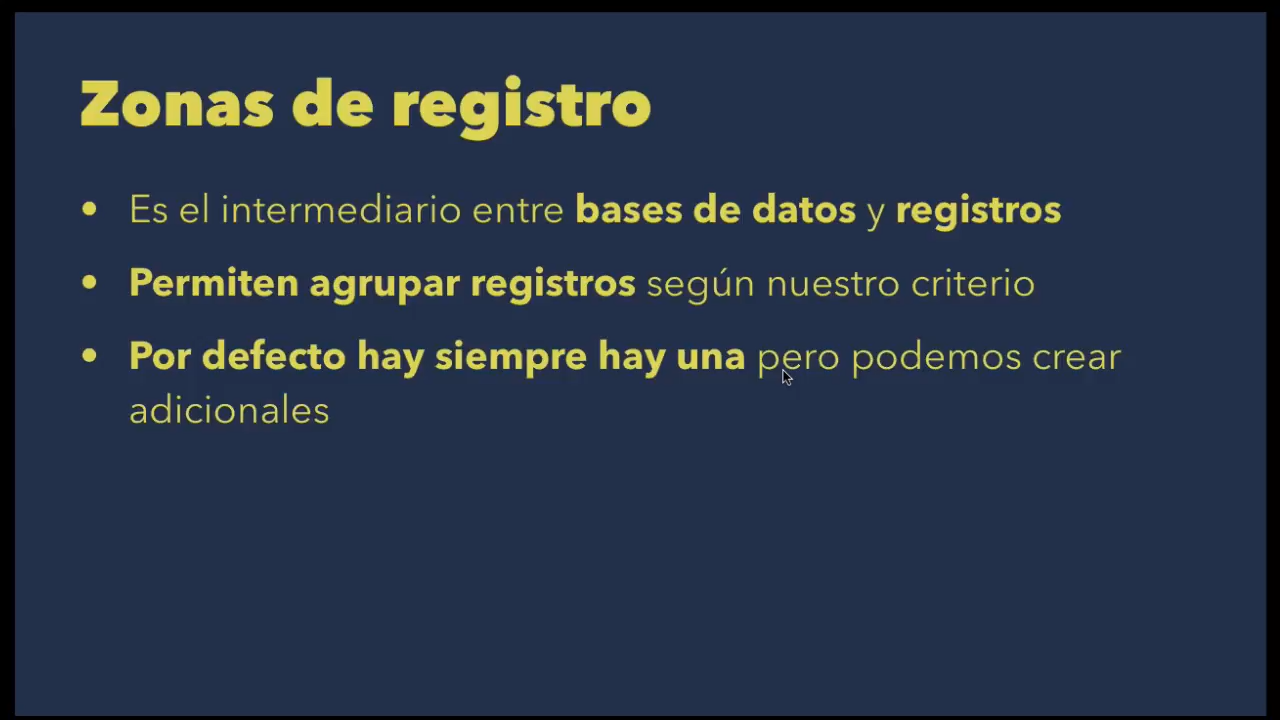 Zonas de registro
• Es el intermediario entre bases de datos y registros
• Permiten agrupar registros según nuestro criterio
• Por defecto hay siempre hay una pero podemos crear
adicionales